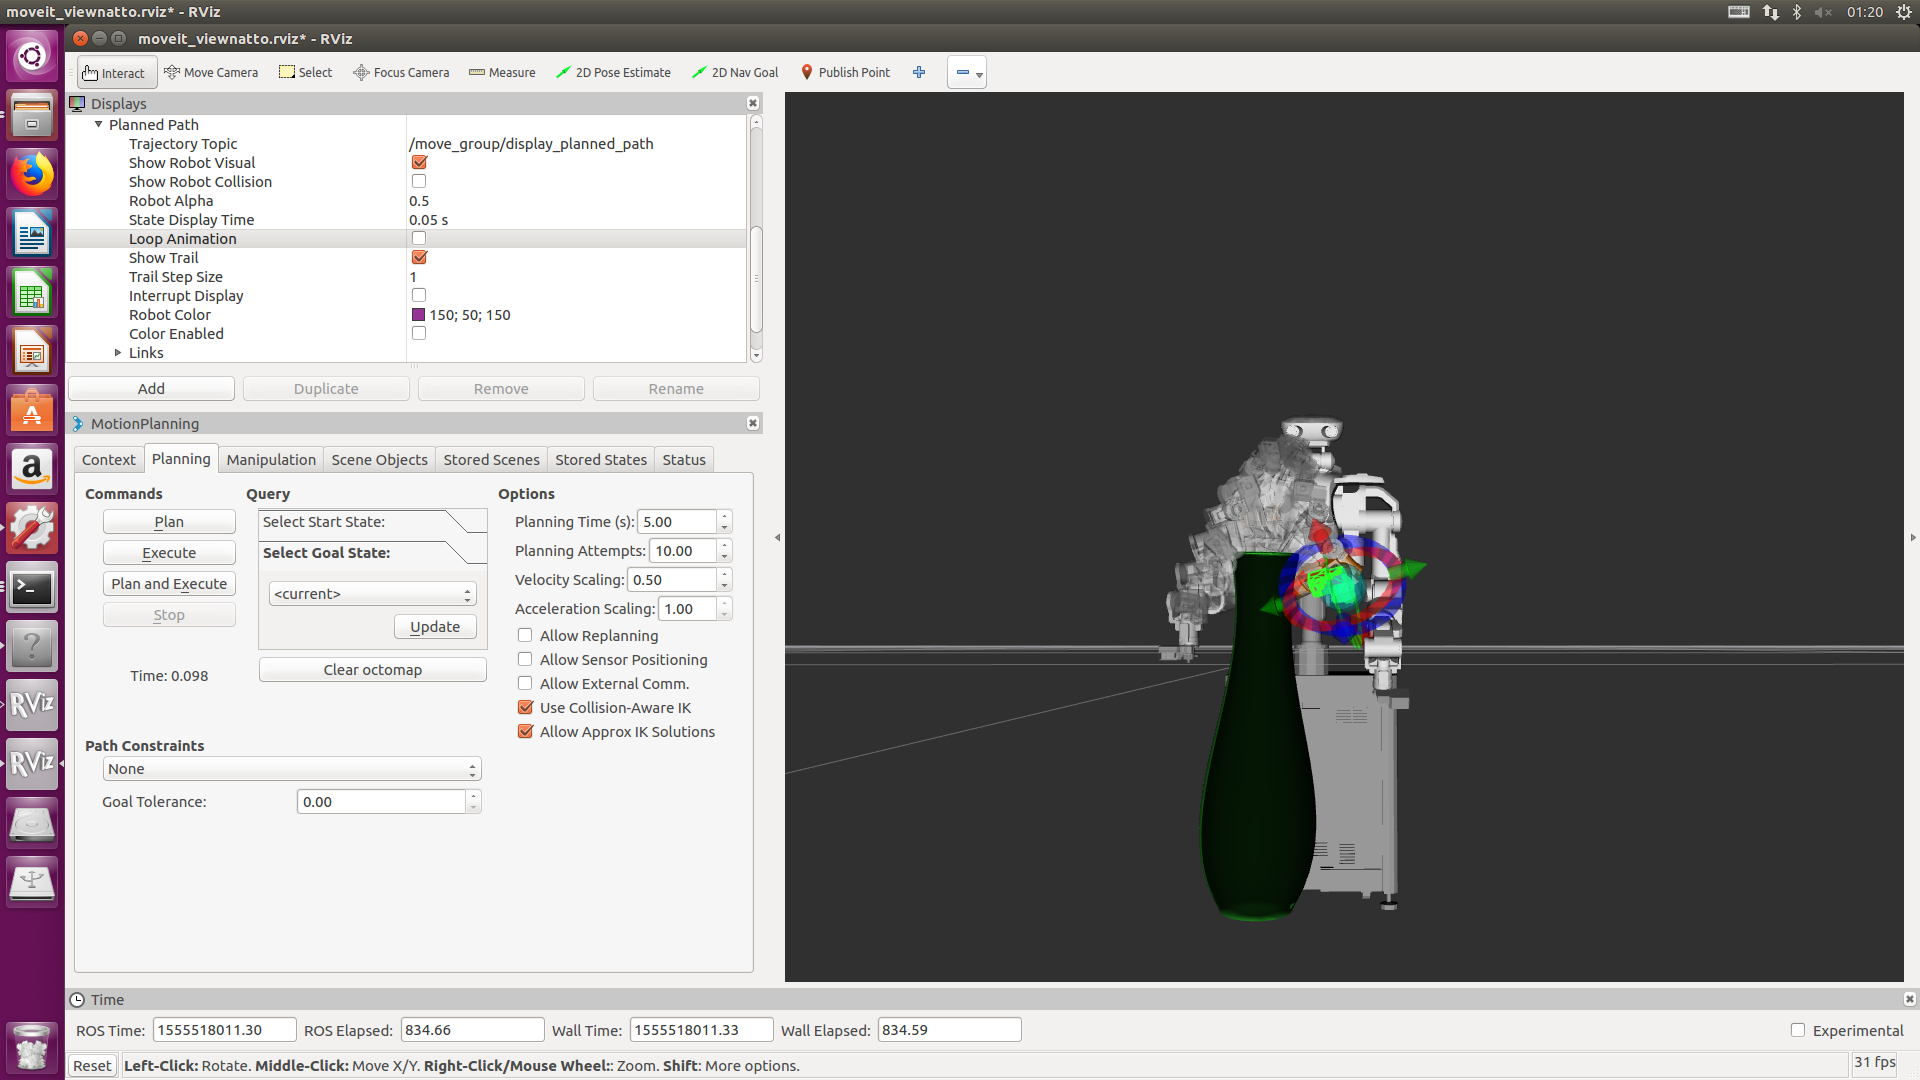 moveit_viewnatto.rviz* - RViz
01:20
moveit_viewnatto.rviz* - RViz
Interact Move Camera Select Focus Camera Measure 2D Pose Estimate 2D Nav Goal Publish Point
Displays
Planned Path
Trajectory Topic /move_group/display_planned_path
Show Robot Visual
Show Robot Collision
Robot Alpha 0.5
State Display Time 0.05 s
Loop Animation
Show Trail
Trail Step Size 1
Interrupt Display
Robot Color 150; 50; 150
Color Enabled
Links
Add Duplicate Remove Rename
MotionPlanning
Context Planning Manipulation Scene Objects Stored Scenes Stored States Status
Commands Query Options
Plan Select Start State: Planning Time (s): 5.00
Execute Select Goal State: Planning Attempts: 10.00
Plan and Execute <current> Velocity Scaling: 0.50
Stop Update Acceleration Scaling: 1.00
Allow Replanning
Time: 0.098 Clear octomap Allow Sensor Positioning
Allow External Comm.
Use Collision-Aware IK
Allow Approx IK Solutions
Path Constraints
None
Goal Tolerance: 0.00
RViz
RViz
Time
ROS Time: 1555518011.30 ROS Elapsed: 834.66 Wall Time: 1555518011.33 Wall Elapsed: 834.59 Experimental
Reset Left-Click: Rotate. Middle-Click: Move X/Y. Right-Click/Mouse Wheel:: Zoom. Shift: More options. 31 fps